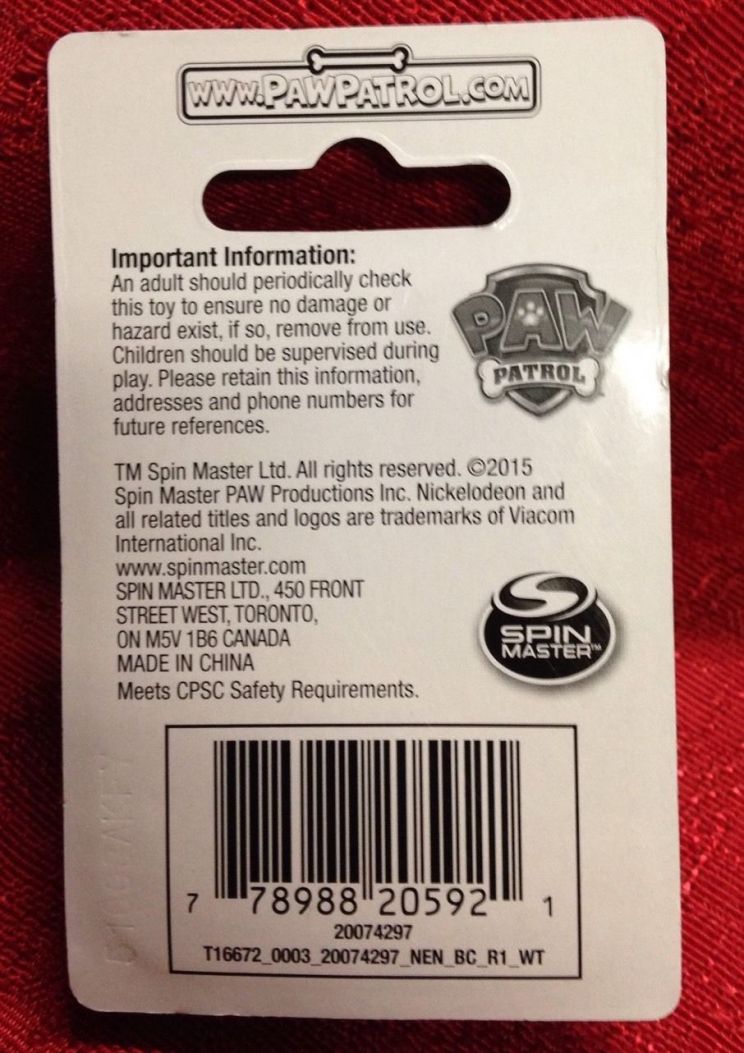 www.PAWPATROL.COM
Important Information:
An adult should periodically check
this toy to ensure no damage or
hazard exist, if so, remove from use.
Children should be supervised during
play. Please retain this information,
addresses and phone numbers for
future references.
PAW
PATROL
TM Spin Master Ltd. All rights reserved. ©2015
Spin Master PAW Productions Inc. Nickelodeon and
all related titles and logos are trademarks of Viacom
International Inc.
www.spinmaster.com
SPIN MASTER LTD., 450 FRONT
STREET WEST, TORONTO,
ON M5V 1B6 CANADA
MADE IN CHINA
Meets CPSC Safety Requirements.
SPIN
MASTER™
7 78988 20592 1
20074297
T16672_0003_20074297_NEN_BC_R1_WT